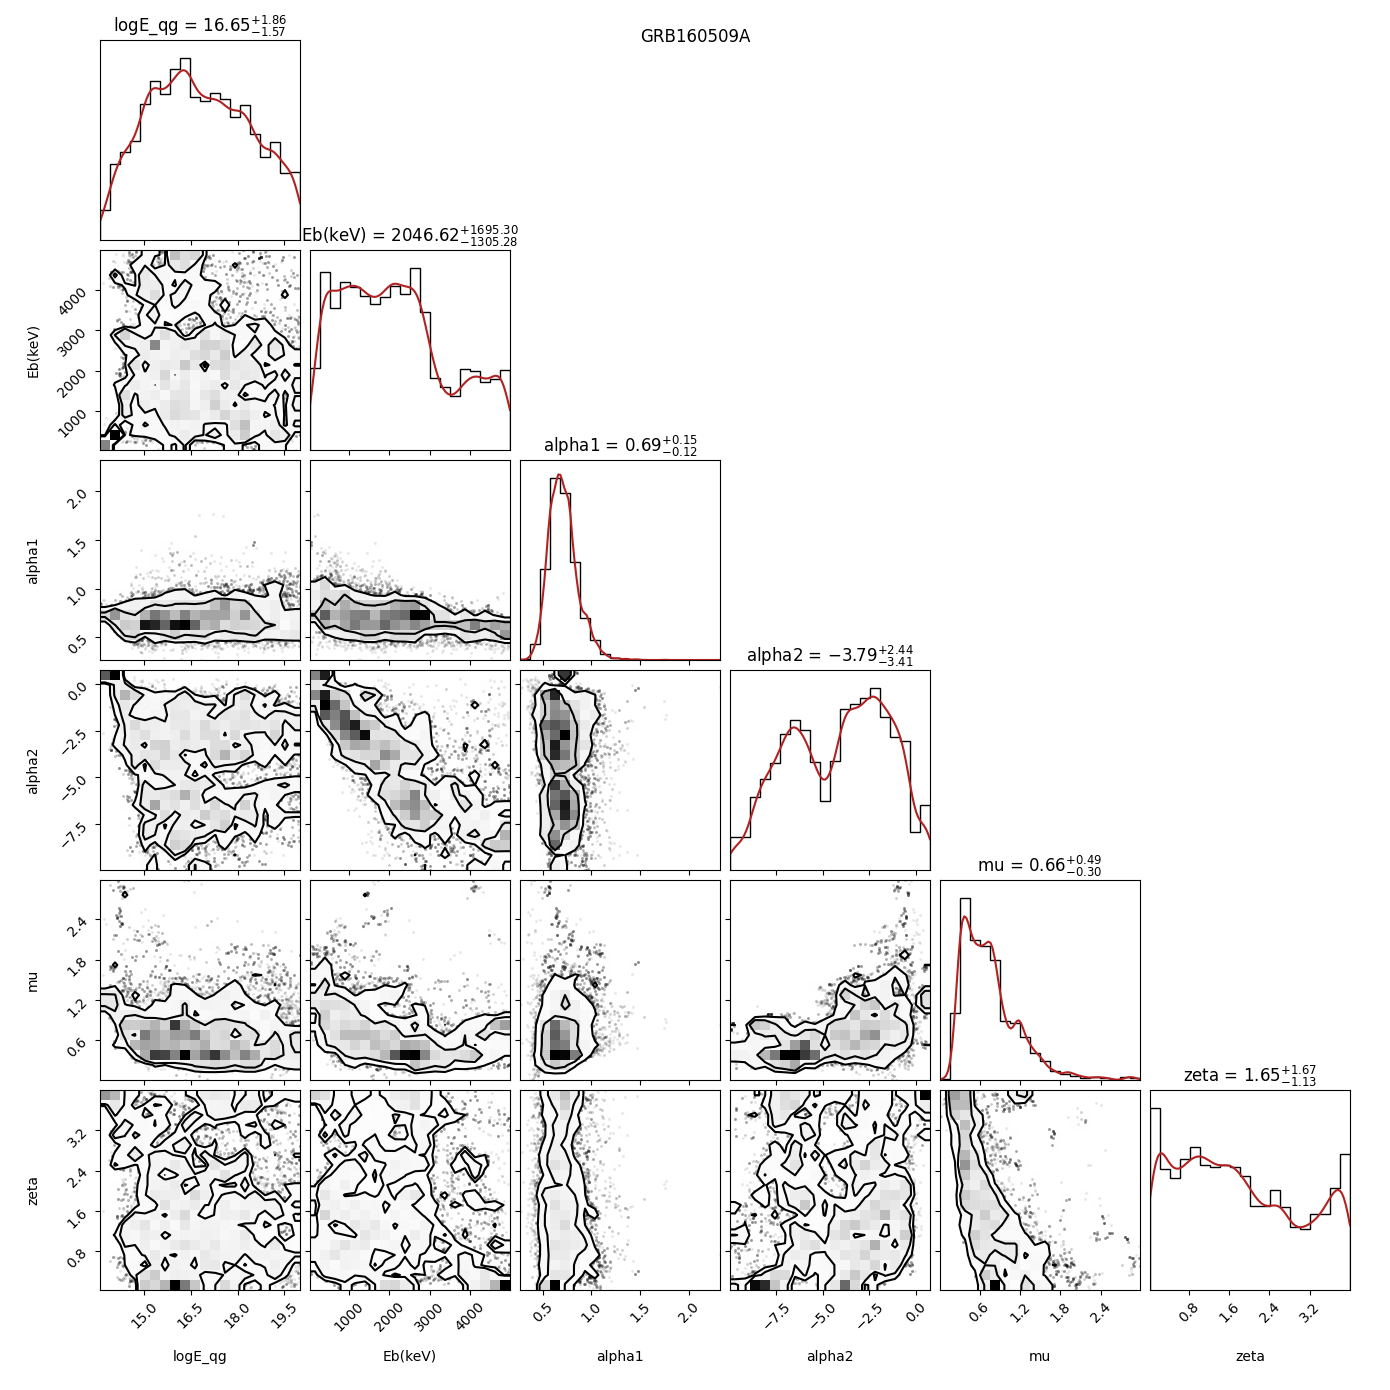 logE_qg = 16.65+1.86 −1.57
GRB160509A
Eb(keV) = 2046.62+1695.30 −1305.28
Eb(keV)
4000
3000
2000
1000
alpha1 = 0.69+0.15 −0.12
alpha1
2.0
1.5
1.0
0.5
alpha2 = −3.79+2.44 −3.41
alpha2
0.0
−2.5
−5.0
−7.5
mu = 0.66+0.49 −0.30
mu
2.4
1.8
1.2
0.6
zeta = 1.65+1.67 −1.13
zeta
3.2
2.4
1.6
0.8
15.0 16.5 18.0 19.5
1000 2000 3000 4000
0.5 1.0 1.5 2.0
−7.5 −5.0 −2.5 0.0
0.6 1.2 1.8 2.4
0.8 1.6 2.4 3.2
logE_qg Eb(keV) alpha1 alpha2 mu zeta